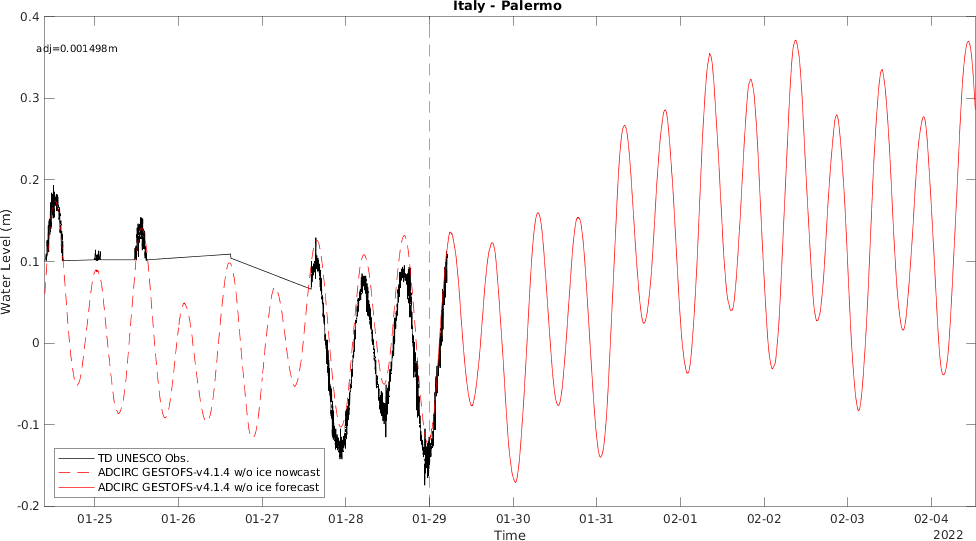 Italy - Palermo
adj=0.001498m
0.4
0.3
0.2
0.1
0
-0.1
-0.2
Water Level (m)
TD UNESCO Obs.
ADCIRC GESTOFS-v4.1.4 w/o ice nowcast
ADCIRC GESTOFS-v4.1.4 w/o ice forecast
01-25 01-26 01-27 01-28 01-29 01-30 01-31 02-01 02-02 02-03 02-04
Time
2022